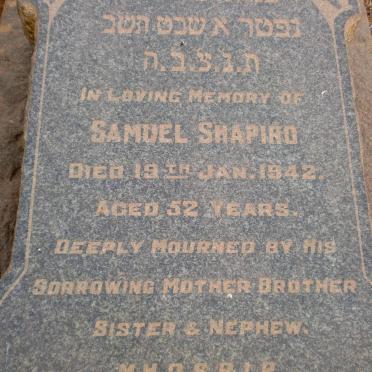 נפטר א שבט תשב
ת.נ.צ.ב.ה
IN LOVING MEMORY OF
SAMUEL SHAPIRO
DIED 19TH JAN. 1942.
AGED 52 YEARS.
DEEPLY MOURNED BY HIS
SORROWING MOTHER BROTHER
SISTER & NEPHEW.
M.H.D.S.R.I.P.